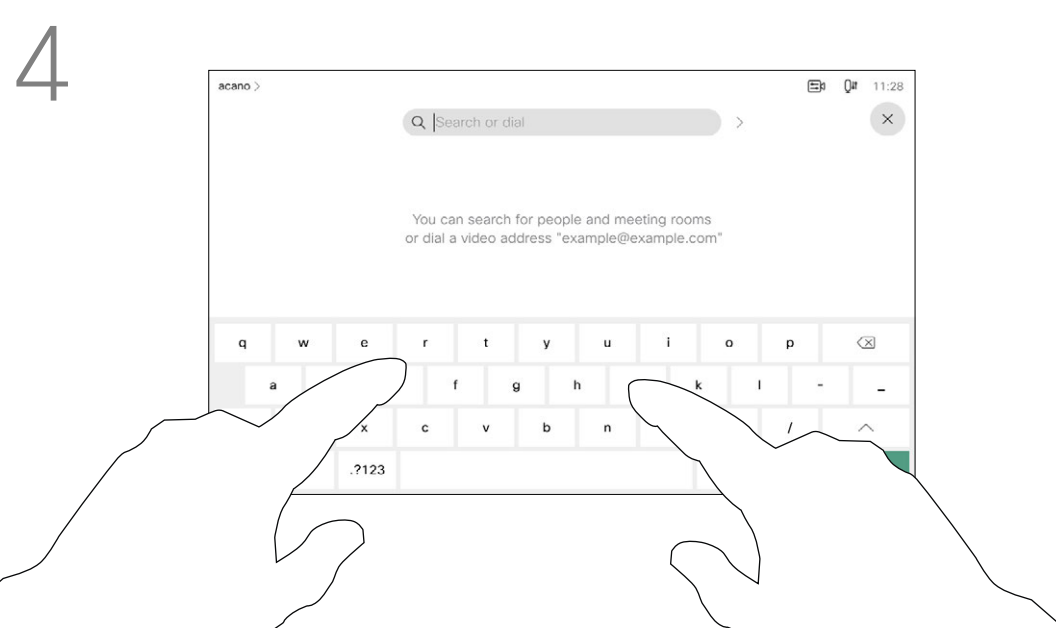 4
acano >
11:28
Search or dial >
You can search for people and meeting rooms
or dial a video address "example@example.com"
q w e r t y u i o p
a f g h k l - _
x c v b n /
.?123